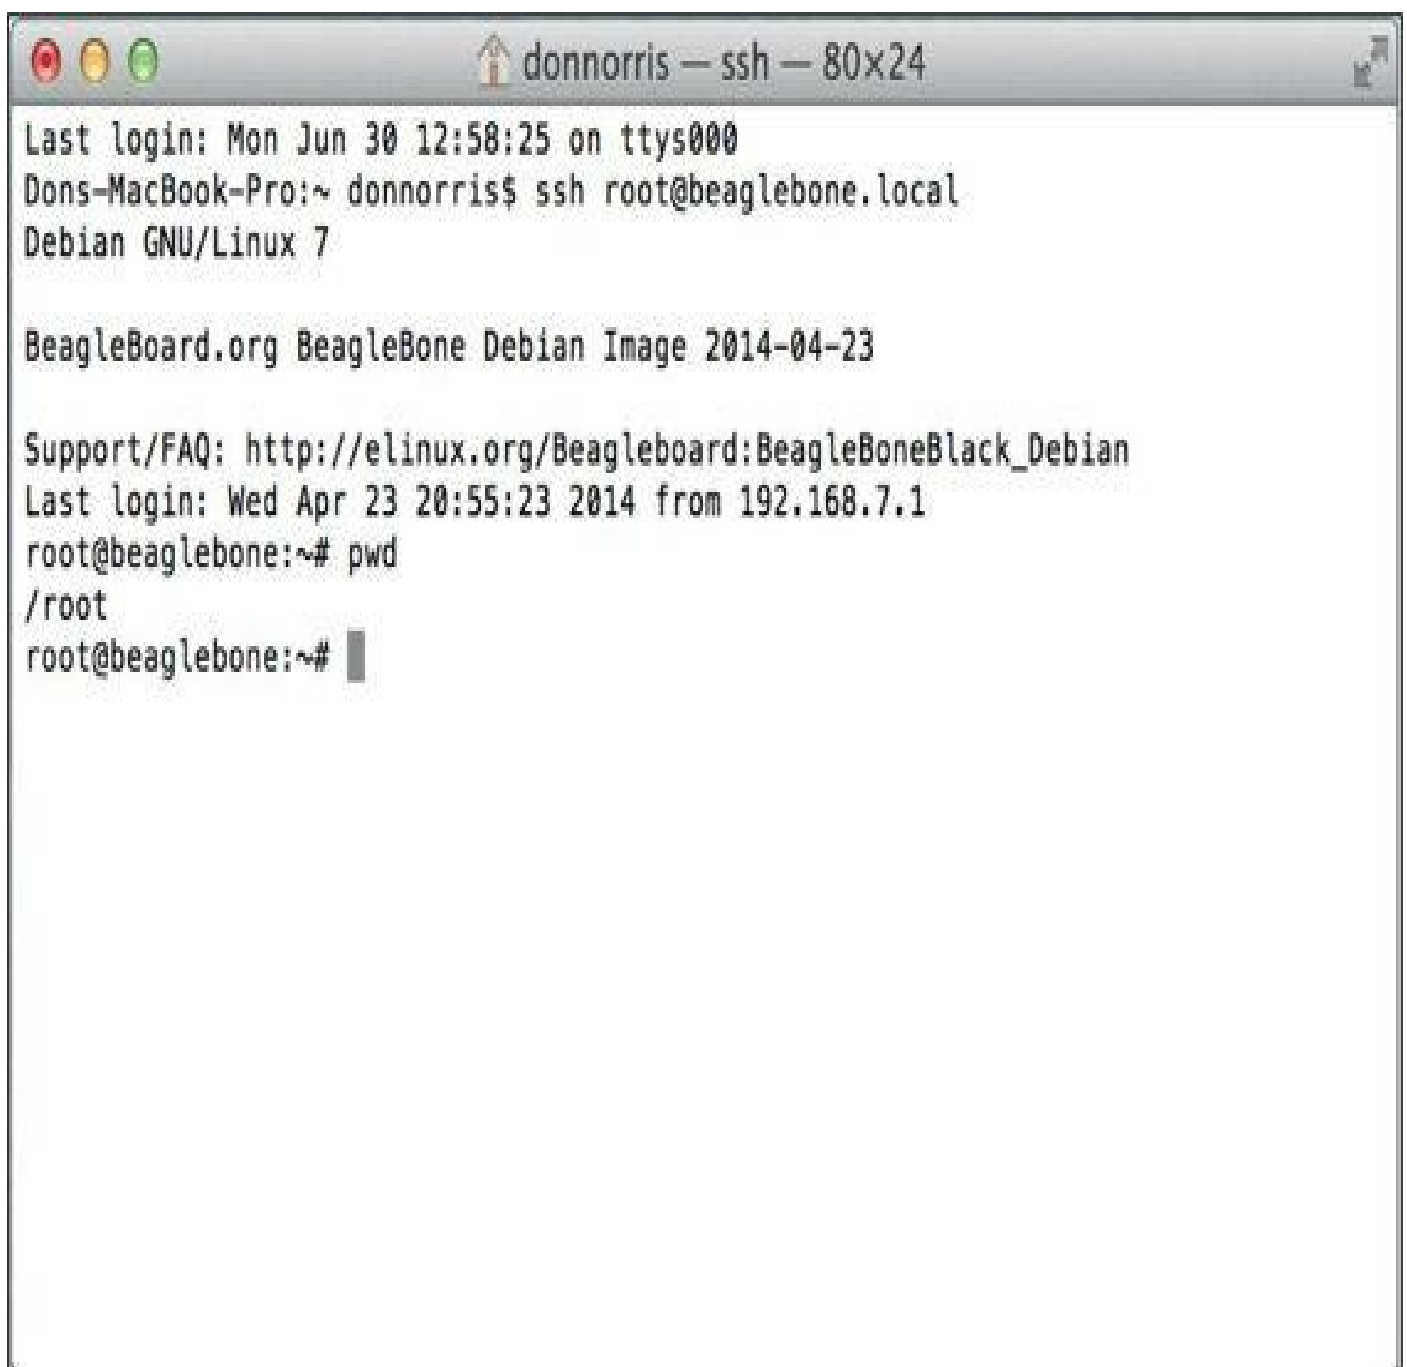 donnorris — ssh — 80×24
Last login: Mon Jun 30 12:58:25 on ttys000
Dons-MacBook-Pro:~ donnorris$ ssh root@beaglebone.local
Debian GNU/Linux 7
BeagleBoard.org BeagleBone Debian Image 2014-04-23
Support/FAQ: http://elinux.org/Beagleboard:BeagleBoneBlack_Debian
Last login: Wed Apr 23 20:55:23 2014 from 192.168.7.1
root@beaglebone:~# pwd
/root
root@beaglebone:~#